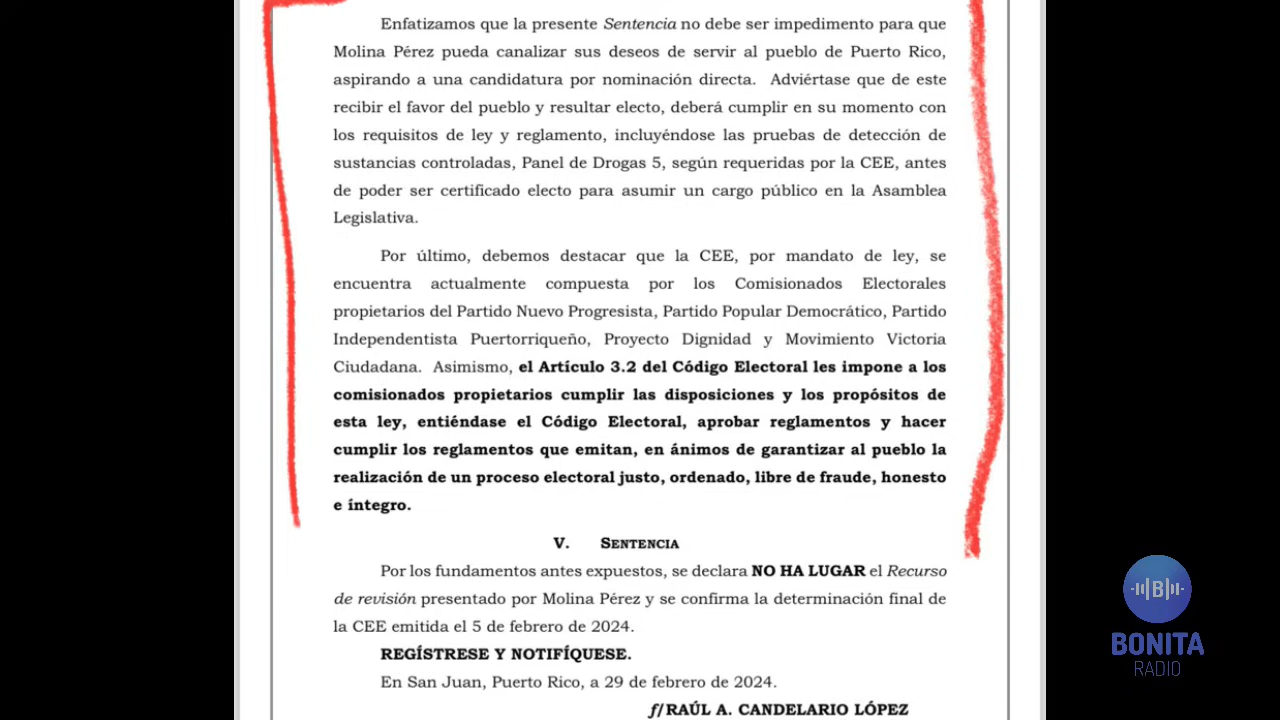 Enfatizamos que la presente Sentencia no debe ser impedimento para que
Molina Pérez pueda canalizar sus deseos de servir al pueblo de Puerto Rico,
aspirando a una candidatura por nominación directa. Adviértase que de este
recibir el favor del pueblo y resultar electo, deberá cumplir en su momento con
los requisitos de ley y reglamento, incluyéndose las pruebas de detección de
sustancias controladas, Panel de Drogas 5, según requeridas por la CEE, antes
de poder ser certificado electo para asumir un cargo público en la Asamblea
Legislativa.
Por último, debemos destacar que la CEE, por mandato de ley, se
encuentra actualmente compuesta por los Comisionados Electorales
propietarios del Partido Nuevo Progresista, Partido Popular Democrático, Partido
Independentista Puertorriqueño, Proyecto Dignidad y Movimiento Victoria
Ciudadana. Asimismo, el Artículo 3.2 del Código Electoral les impone a los
comisionados propietarios cumplir las disposiciones y los propósitos de
esta ley, entiéndase el Código Electoral, aprobar reglamentos y hacer
cumplir los reglamentos que emitan, en ánimos de garantizar al pueblo la
realización de un proceso electoral justo, ordenado, libre de fraude, honesto
e íntegro.
V. SENTENCIA
Por los fundamentos antes expuestos, se declara NO HA LUGAR el Recurso
de revisión presentado por Molina Pérez y se confirma la determinación final de
la CEE emitida el 5 de febrero de 2024.
REGÍSTRESE Y NOTIFÍQUESE.
En San Juan, Puerto Rico, a 29 de febrero de 2024.
f/RAÚL A. CANDELARIO LÓPEZ
B
BONITA
RADIO